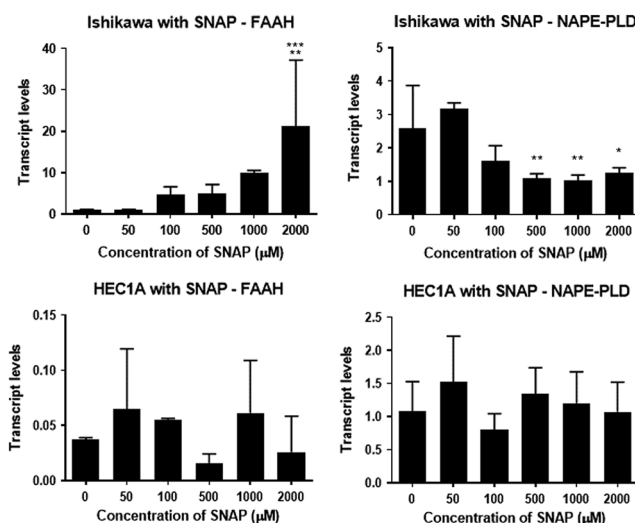 Ishikawa with SNAP - FAAH
Transcript levels
40
30
20
10
0
***
**
0 50 100 500 1000 2000
Concentration of SNAP (µM)
Ishikawa with SNAP - NAPE-PLD
Transcript levels
5
4
3
2
1
0
** ** *
0 50 100 500 1000 2000
Concentration of SNAP (µM)
HEC1A with SNAP - FAAH
Transcript levels
0.15
0.10
0.05
0.00
0 50 100 500 1000 2000
Concentration of SNAP (µM)
HEC1A with SNAP - NAPE-PLD
Transcript levels
2.5
2.0
1.5
1.0
0.5
0.0
0 50 100 500 1000 2000
Concentration of SNAP (µM)